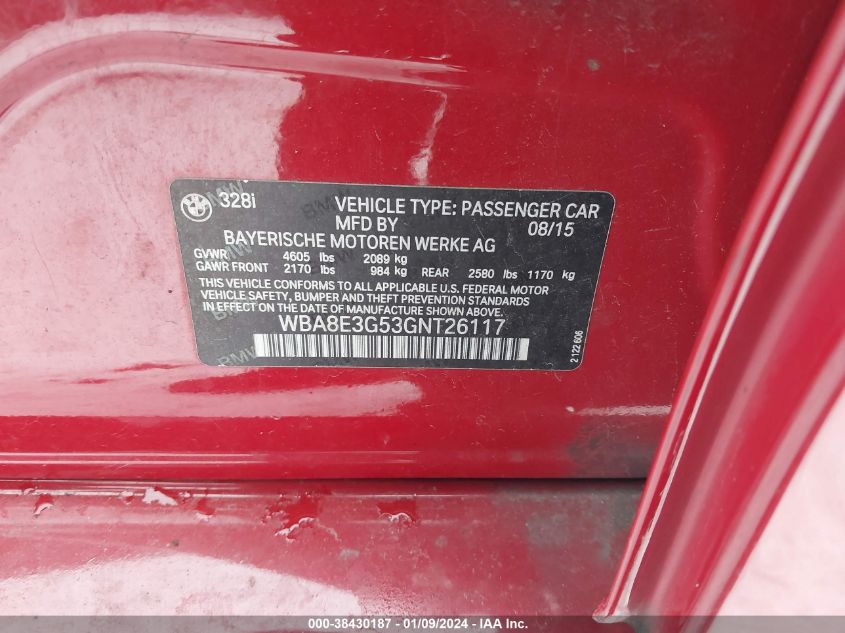 328i VEHICLE TYPE: PASSENGER CAR
MFD BY 08/15
BAYERISCHE MOTOREN WERKE AG
GVWR 4605 lbs 2089 kg
GAWR FRONT 2170 lbs 984 kg REAR 2580 lbs 1170 kg
THIS VEHICLE CONFORMS TO ALL APPLICABLE U.S. FEDERAL MOTOR
VEHICLE SAFETY, BUMPER AND THEFT PREVENTION STANDARDS
IN EFFECT ON THE DATE OF MANUFACTURE SHOWN ABOVE.
WBA8E3G53GNT26117
2 122 606
000-38430187 - 01/09/2024 - IAA Inc.